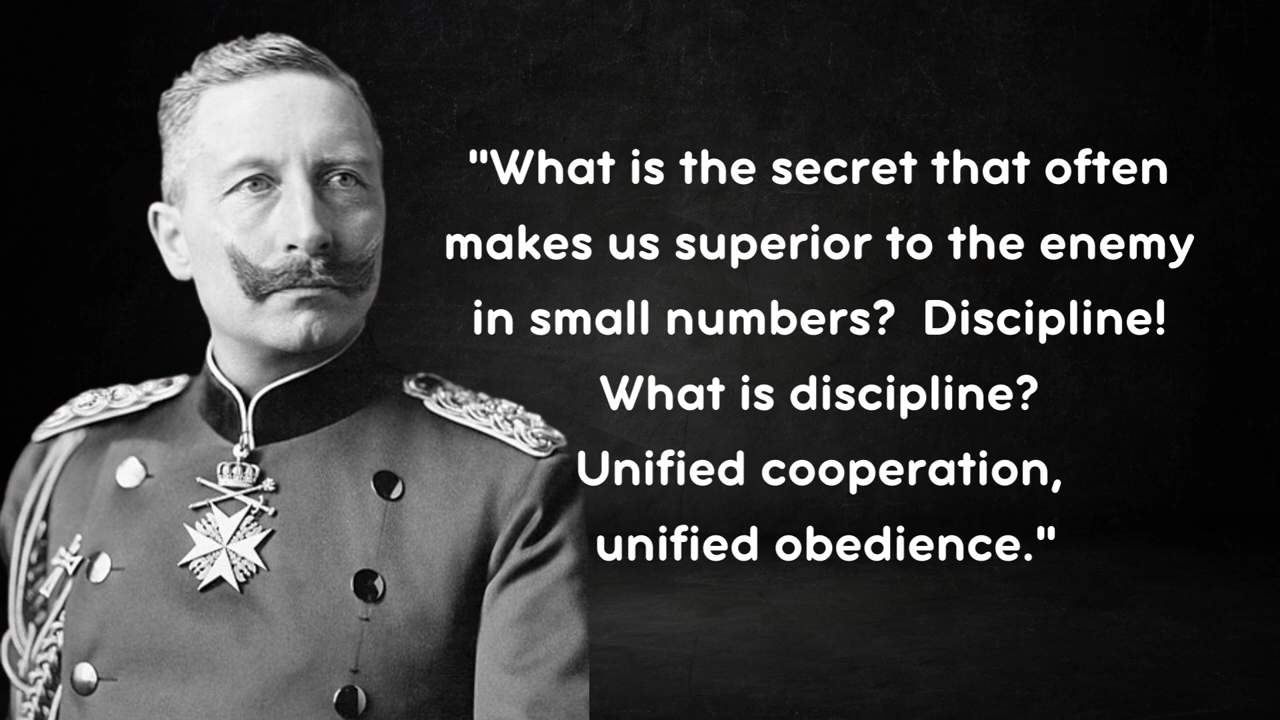 "What is the secret that often
makes us superior to the enemy
in small numbers?  Discipline!
What is discipline?
Unified cooperation,
unified obedience."